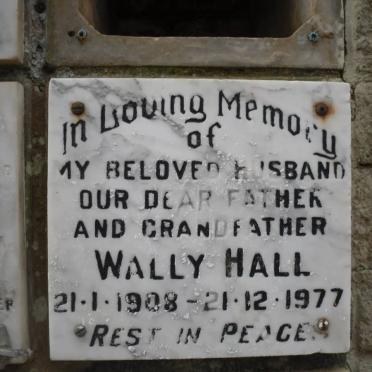 In Loving Memory
of
MY BELOVED HUSBAND
OUR DEAR FATHER
AND GRANDFATHER
WALLY HALL
21·1·1908-21·12·1977
REST IN PEACE